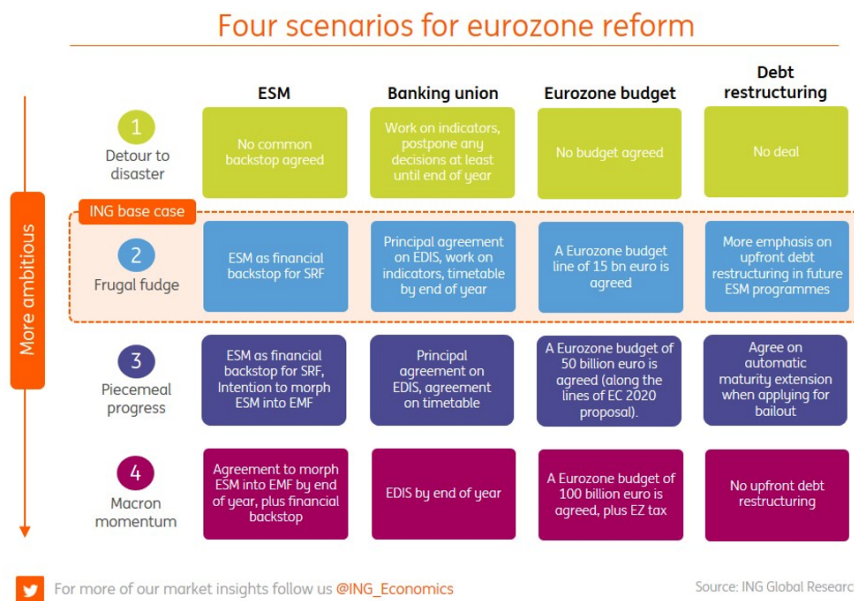 Four scenarios for eurozone reform
ESM
Banking union
Eurozone budget
Debt
restructuring
More ambitious
1
Detour to
disaster
No common
backstop agreed
Work on indicators,
postpone any
decisions at least
until end of year
No budget agreed
No deal
ING base case
2
Frugal fudge
ESM as financial
backstop for SRF
Principal agreement
on EDIS, work on
indicators, timetable
by end of year
A Eurozone budget
line of 15 bn euro is
agreed
More emphasis on
upfront debt
restructuring in future
ESM programmes
3
Piecemeal
progress
ESM as financial
backstop for SRF,
Intention to morph
ESM into EMF
Principal
agreement on
EDIS, agreement
on timetable
A Eurozone budget of
50 billion euro is
agreed (along the
lines of EC 2020
proposal).
Agree on
automatic
maturity extension
when applying for
bailout
4
Macron
momentum
Agreement to morph
ESM into EMF by end
of year, plus financial
backstop
EDIS by end of year
A Eurozone budget of
100 billion euro is
agreed, plus EZ tax
No upfront debt
restructuring
For more of our market insights follow us @ING_Economics
Source: ING Global Researc